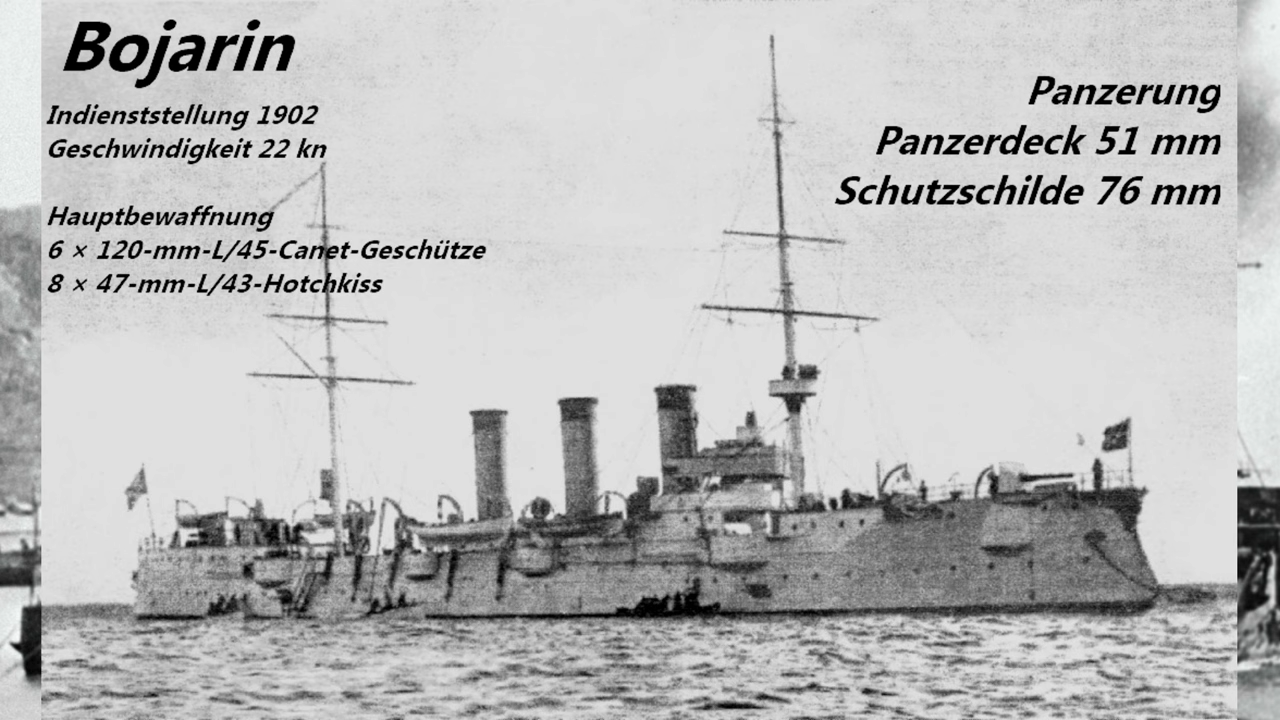 Bojarin
Indienststellung 1902
Geschwindigkeit 22 kn
Hauptbewaffnung
6 × 120-mm-L/45-Canet-Geschütze
8 × 47-mm-L/43-Hotchkiss
Panzerung
Panzerdeck 51 mm
Schutzschilde 76 mm